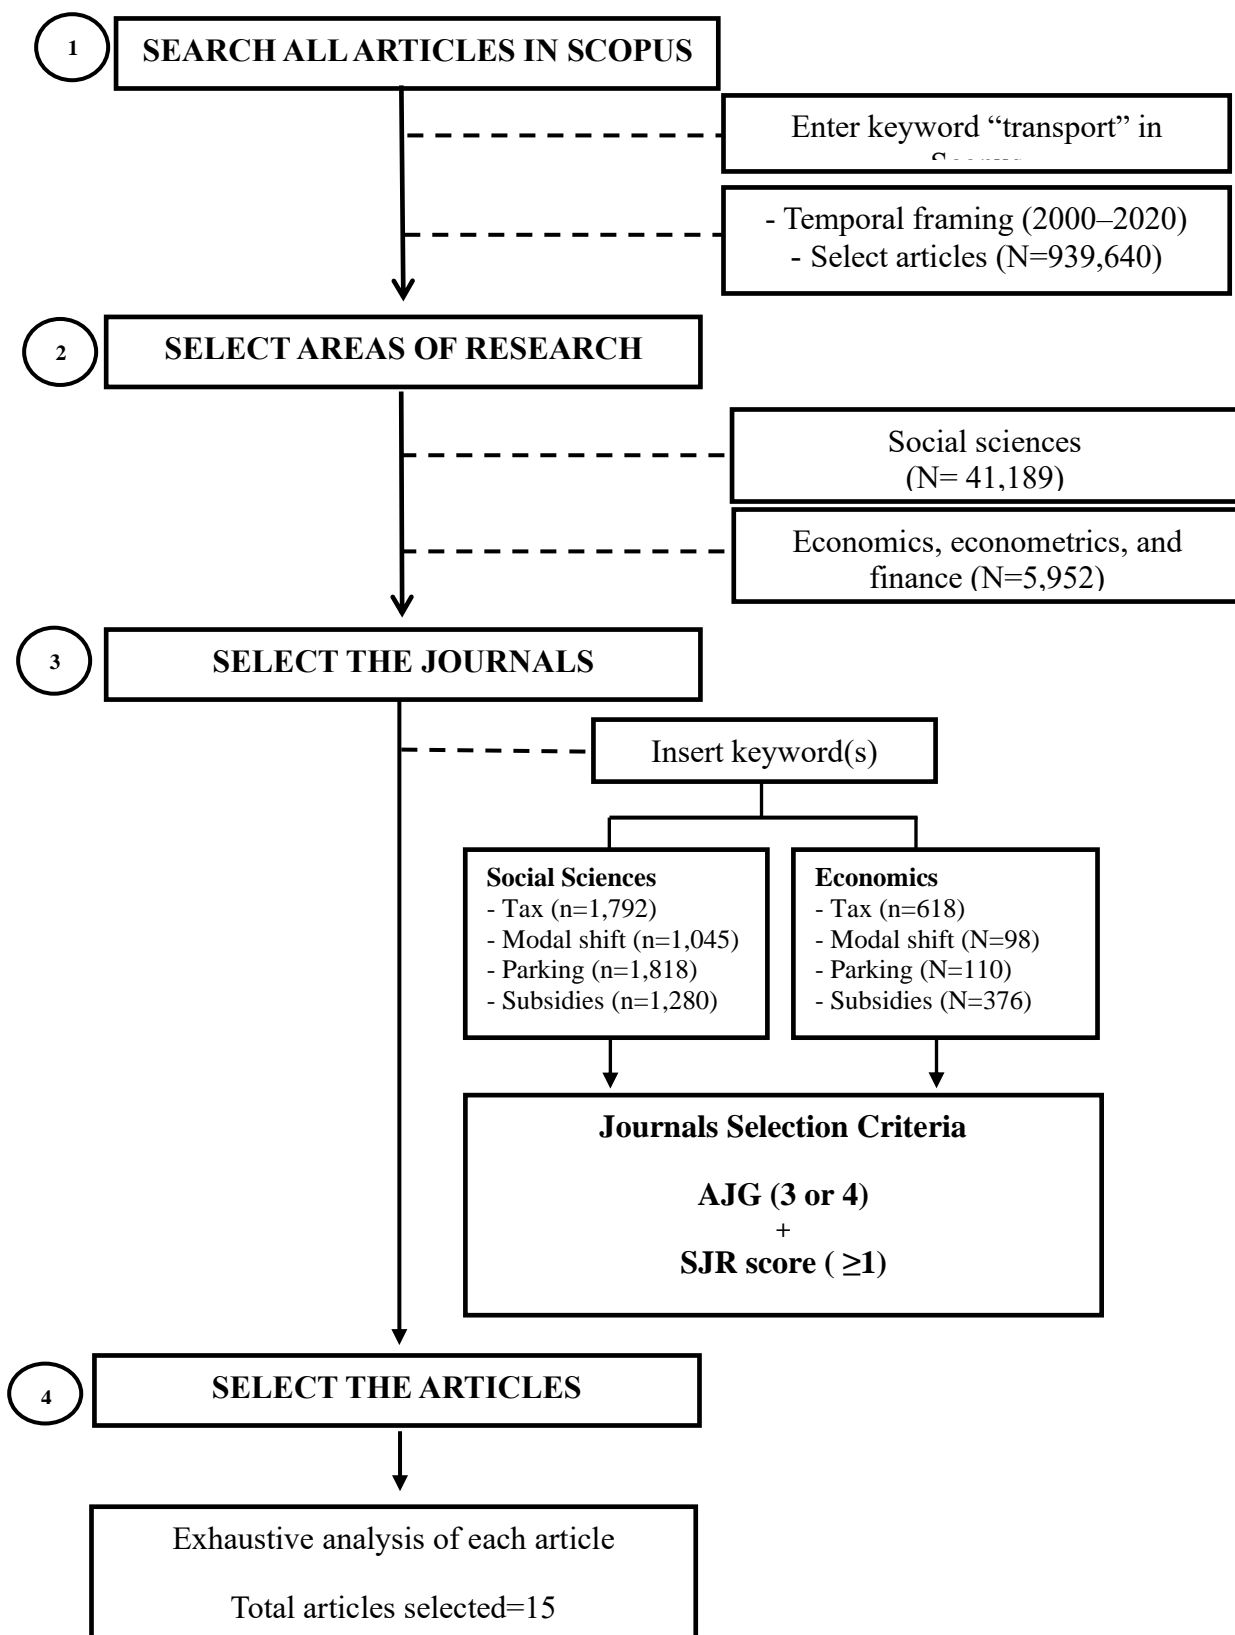 1
SEARCH ALL ARTICLES IN SCOPUS
Enter keyword “transport” in
- Temporal framing (2000–2020)
- Select articles (N=939,640)
2
SELECT AREAS OF RESEARCH
Social sciences
(N= 41,189)
Economics, econometrics, and
finance (N=5,952)
3
SELECT THE JOURNALS
Insert keyword(s)
Social Sciences
- Tax (n=1,792)
- Modal shift (n=1,045)
- Parking (n=1,818)
- Subsidies (n=1,280)
Economics
- Tax (n=618)
- Modal shift (N=98)
- Parking (N=110)
- Subsidies (N=376)
Journals Selection Criteria
AJG (3 or 4)
+
SJR score ( ≥1)
4
SELECT THE ARTICLES
Exhaustive analysis of each article
Total articles selected=15